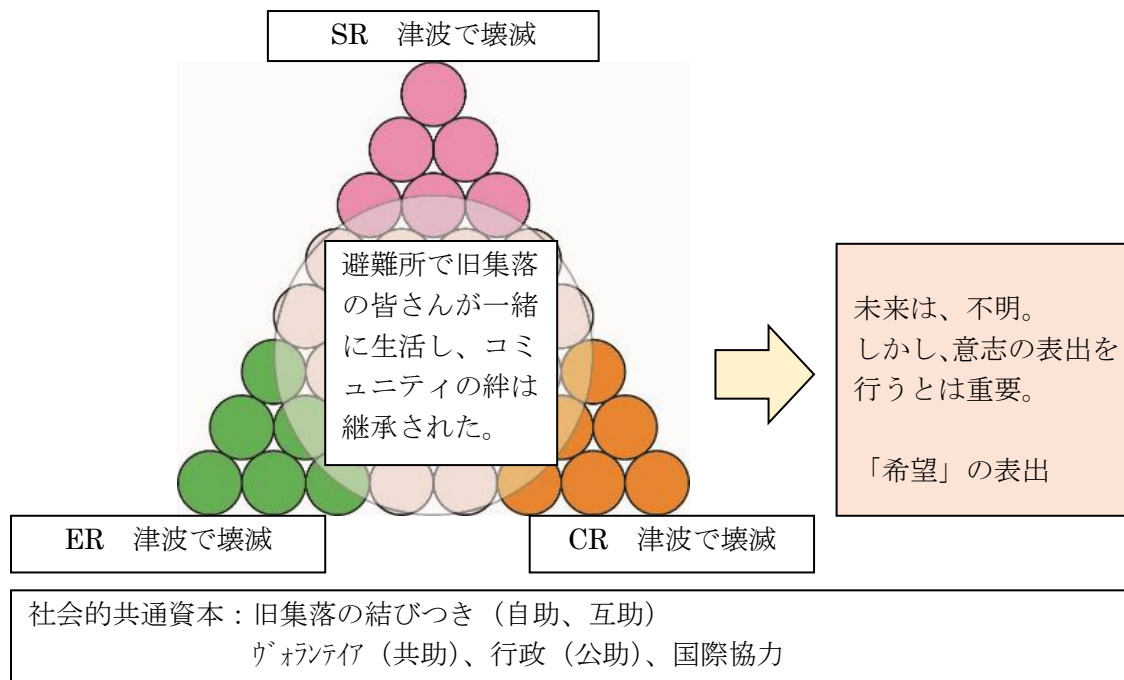 SR 津波で壊滅
避難所で旧集落
の皆さんが一緒
に生活し、コミ
ュニティの絆は
継承された。
未来は、不明。
しかし、意志の表出を
行うとは重要。
「希望」の表出
ER 津波で壊滅
CR 津波で壊滅
社会的共通資本：旧集落の結びつき（自助、互助）
ヴォランティア（共助）、行政（公助）、国際協力